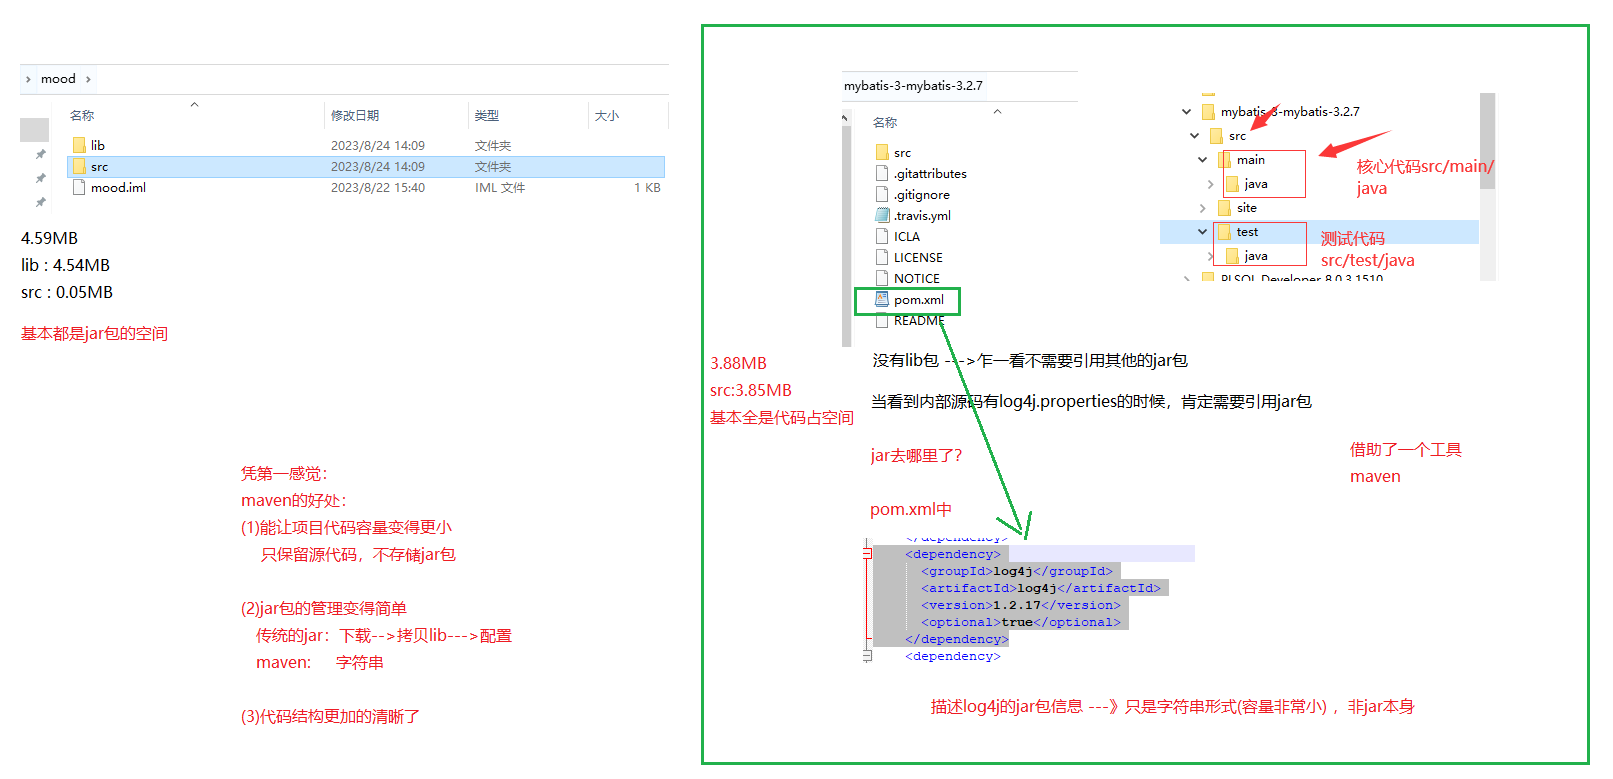 mood
名称
修改日期
类型
大小
lib
2023/8/24 14:09
文件夹
src
2023/8/24 14:09
文件夹
mood.iml
2023/8/22 15:40
IML 文件
1 KB
4.59MB
lib : 4.54MB
src : 0.05MB
基本都是jar包的空间
凭第一感觉：
maven的好处：
(1)能让项目代码容量变得更小
只保留源代码，不存储jar包
(2)jar包的管理变得简单
传统的jar：下载-->拷贝lib--->配置
maven: 字符串
(3)代码结构更加的清晰了
mybatis-3-mybatis-3.2.7
名称
src
.gitattributes
.gitignore
.travis.yml
ICLA
LICENSE
NOTICE
pom.xml
README
mybatis-3-mybatis-3.2.7
src
main
java
site
test
java
PLSQL Developer 8.0.3.1510
核心代码src/main/
java
测试代码
src/test/java
3.88MB
src:3.85MB
基本全是代码占空间
没有lib包 --->乍一看不需要引用其他的jar包
当看到内部源码有log4j.properties的时候，肯定需要引用jar包
jar去哪里了？
借助了一个工具
maven
pom.xml中
</dependency>
<dependency>
<groupId>log4j</groupId>
<artifactId>log4j</artifactId>
<version>1.2.17</version>
<optional>true</optional>
</dependency>
<dependency>
描述log4j的jar包信息 ---》只是字符串形式(容量非常小) ，非jar本身